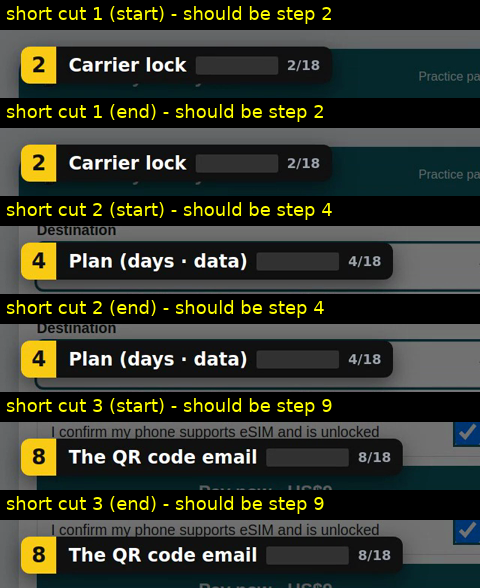 short cut 1 (start) - should be step 2
2 Carrier lock 2/18
Practice pa
short cut 1 (end) - should be step 2
2 Carrier lock 2/18
Practice pa
short cut 2 (start) - should be step 4
Destination
4 Plan (days · data) 4/18
short cut 2 (end) - should be step 4
Destination
4 Plan (days · data) 4/18
short cut 3 (start) - should be step 9
I confirm my phone supports eSIM and is unlocked
8 The QR code email 8/18
short cut 3 (end) - should be step 9
I confirm my phone supports eSIM and is unlocked
8 The QR code email 8/18